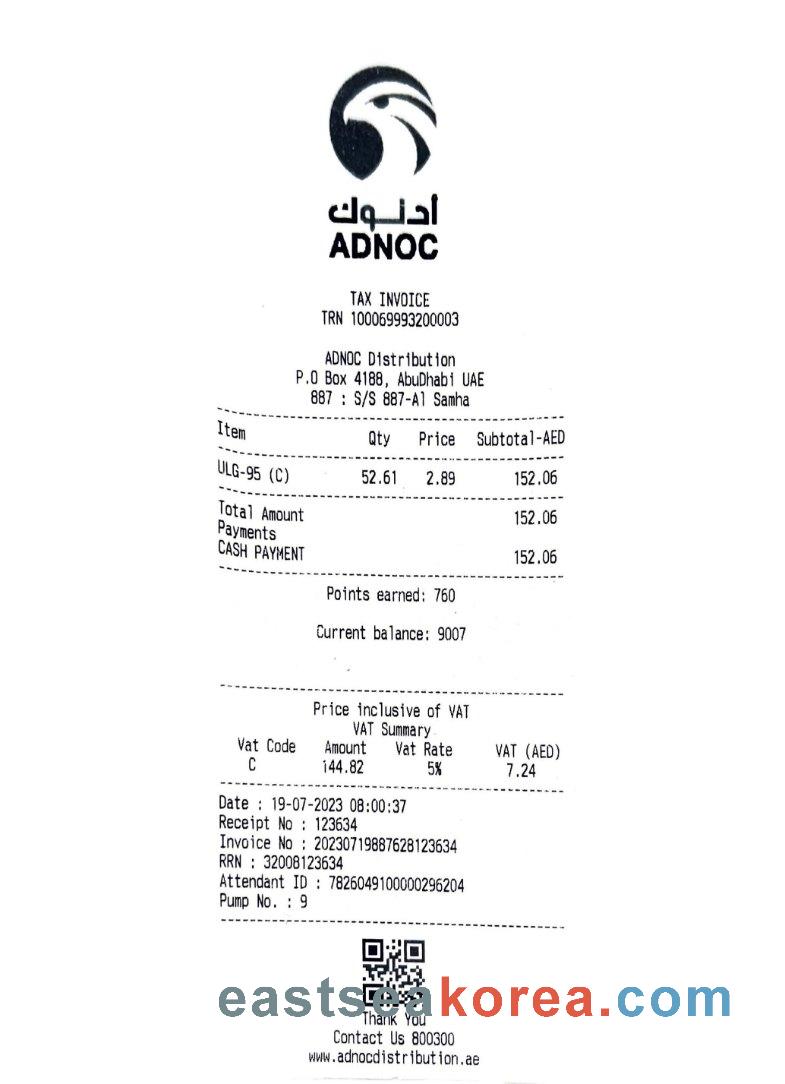 أدنوك
ADNOC
TAX INVOICE
TRN 100069993200003
ADNOC Distribution
P.O Box 4188, AbuDhabi UAE
887 : S/S 887-Al Samha
Item Qty Price Subtotal-AED
ULG-95 (C) 52.61 2.89 152.06
Total Amount 152.06
Payments
CASH PAYMENT 152.06
Points earned: 760
Current balance: 9007
Price inclusive of VAT
VAT Summary
Vat Code Amount Vat Rate VAT (AED)
C 144.82 5% 7.24
Date : 19-07-2023 08:00:37
Receipt No : 123634
Invoice No : 20230719887628123634
RRN : 32008123634
Attendant ID : 7826049100000296204
Pump No. : 9
eastseakorea.com
Thank You
Contact Us 800300
www.adnocdistribution.ae